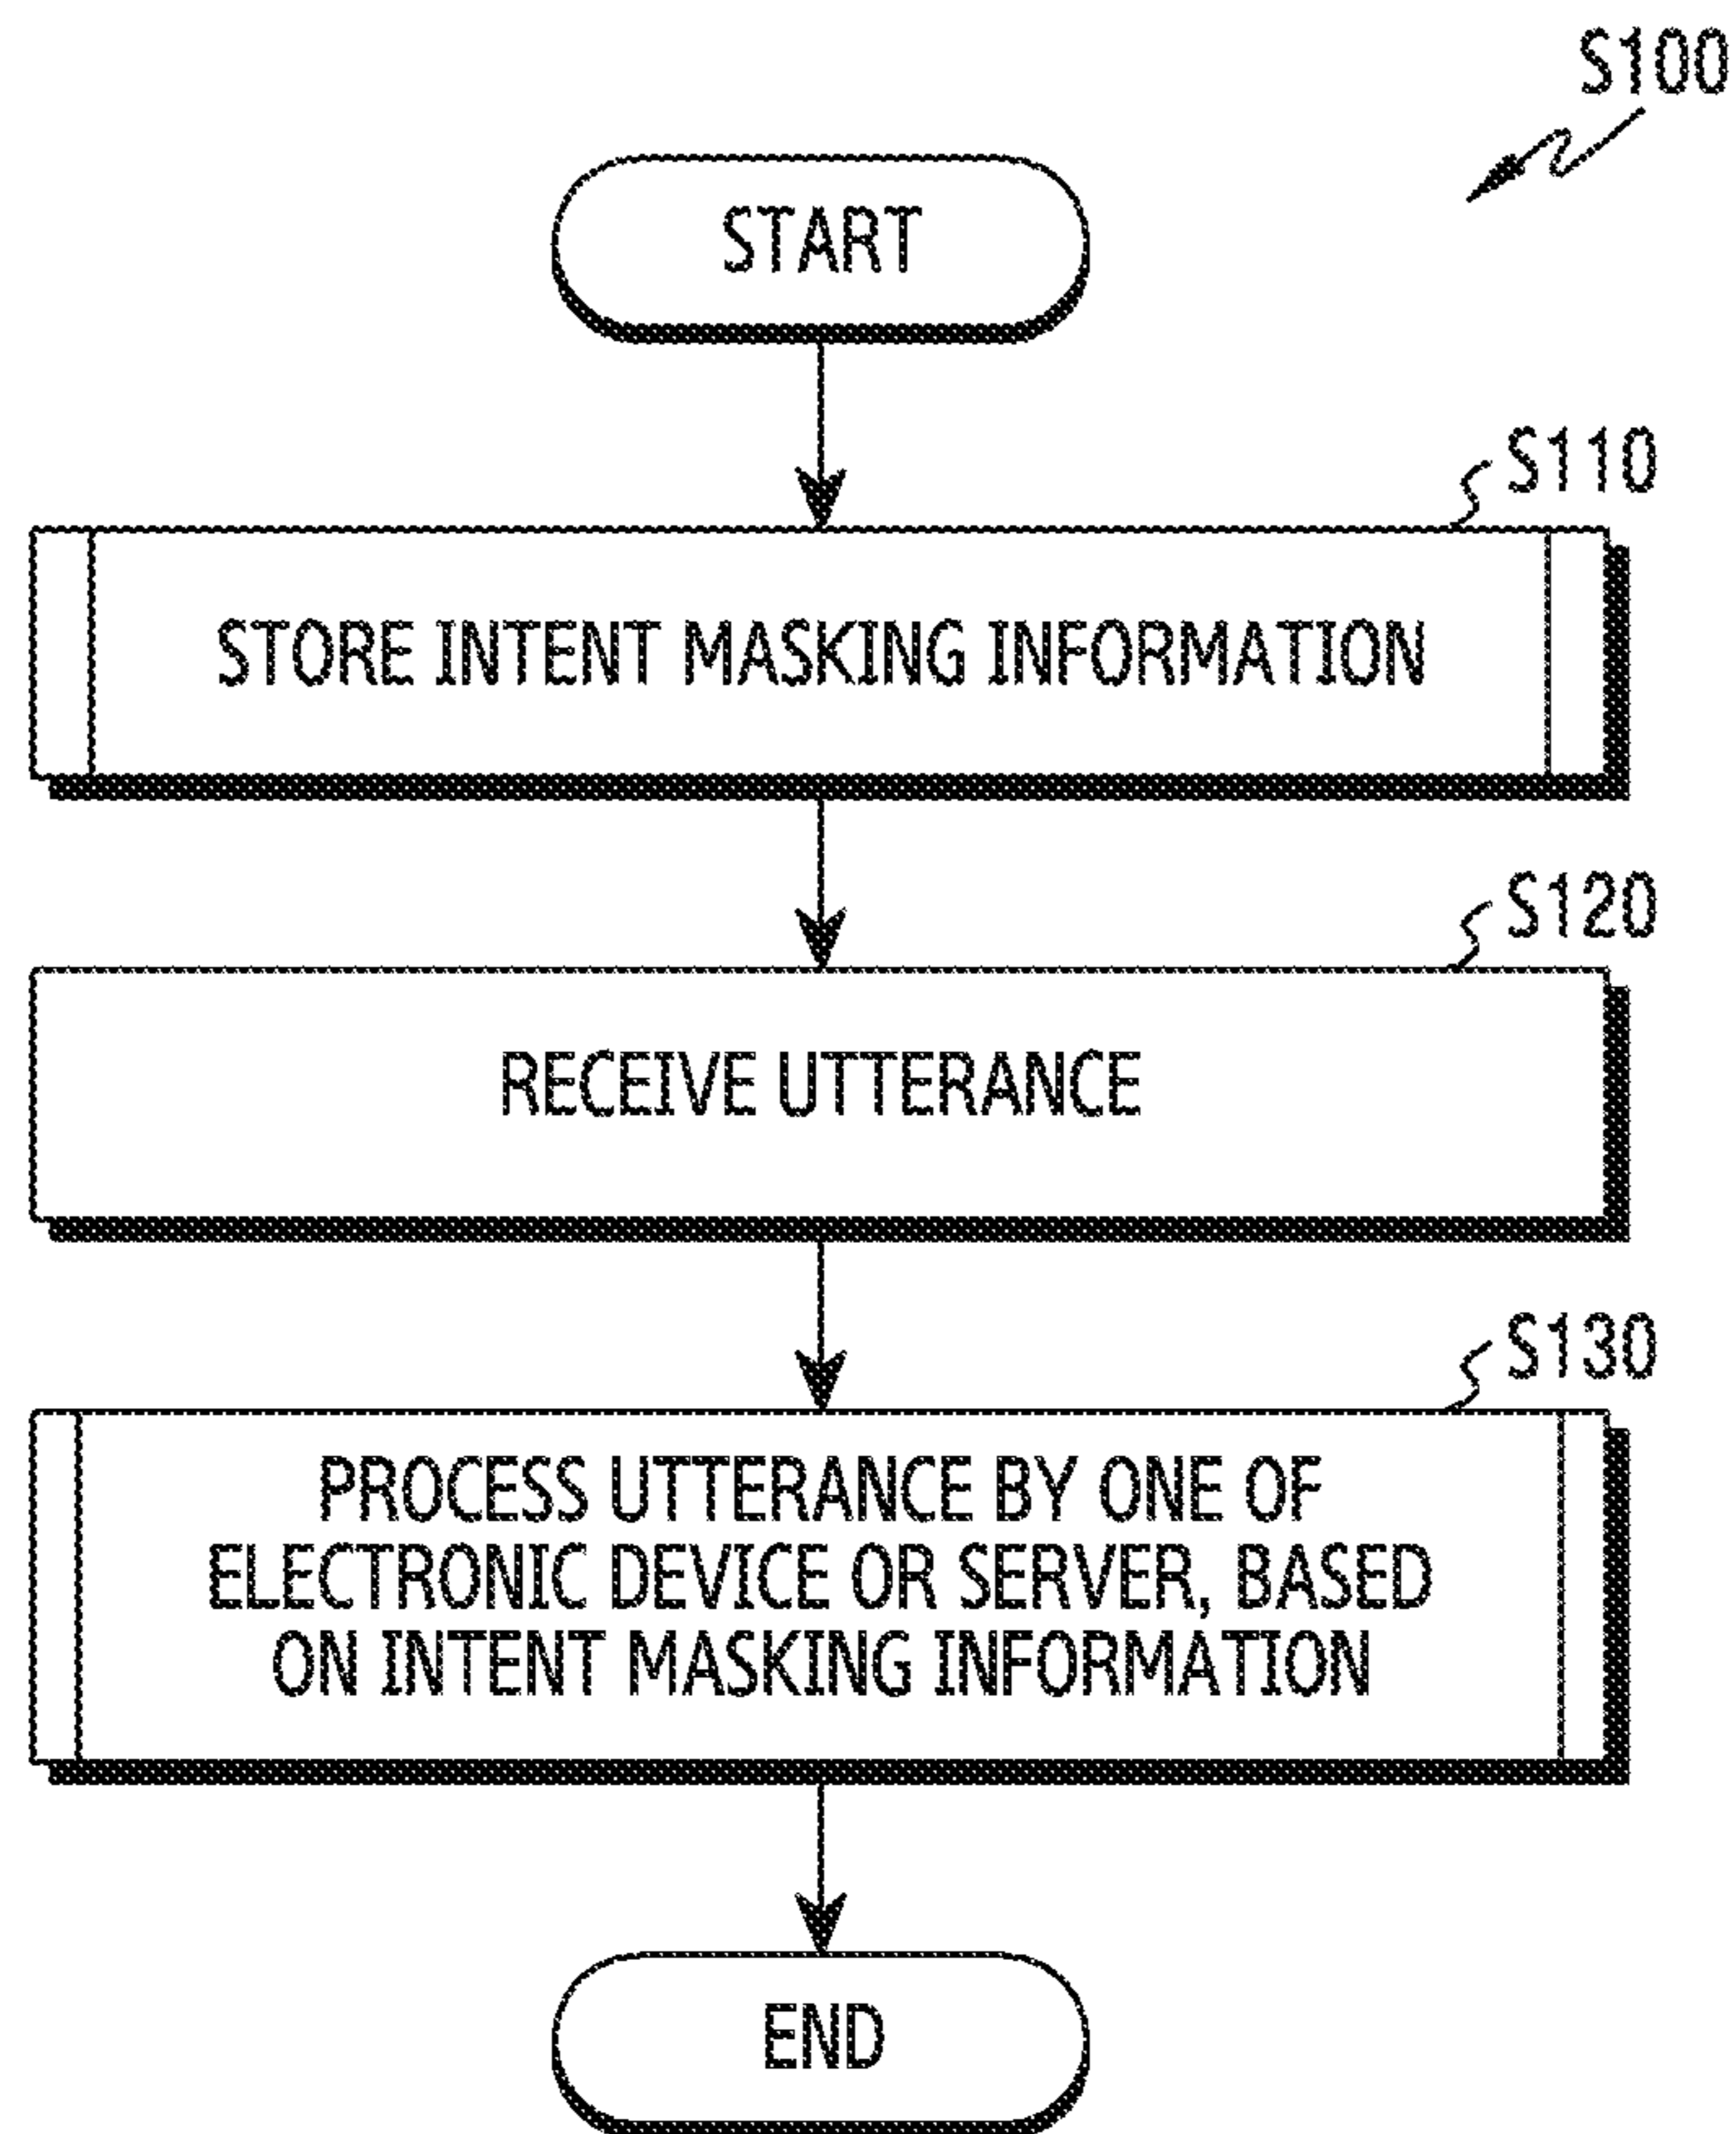 S100
START
S110
STORE INTENT MASKING INFORMATION
S120
RECEIVE UTTERANCE
S130
PROCESS UTTERANCE BY ONE OF
ELECTRONIC DEVICE OR SERVER, BASED
ON INTENT MASKING INFORMATION
END